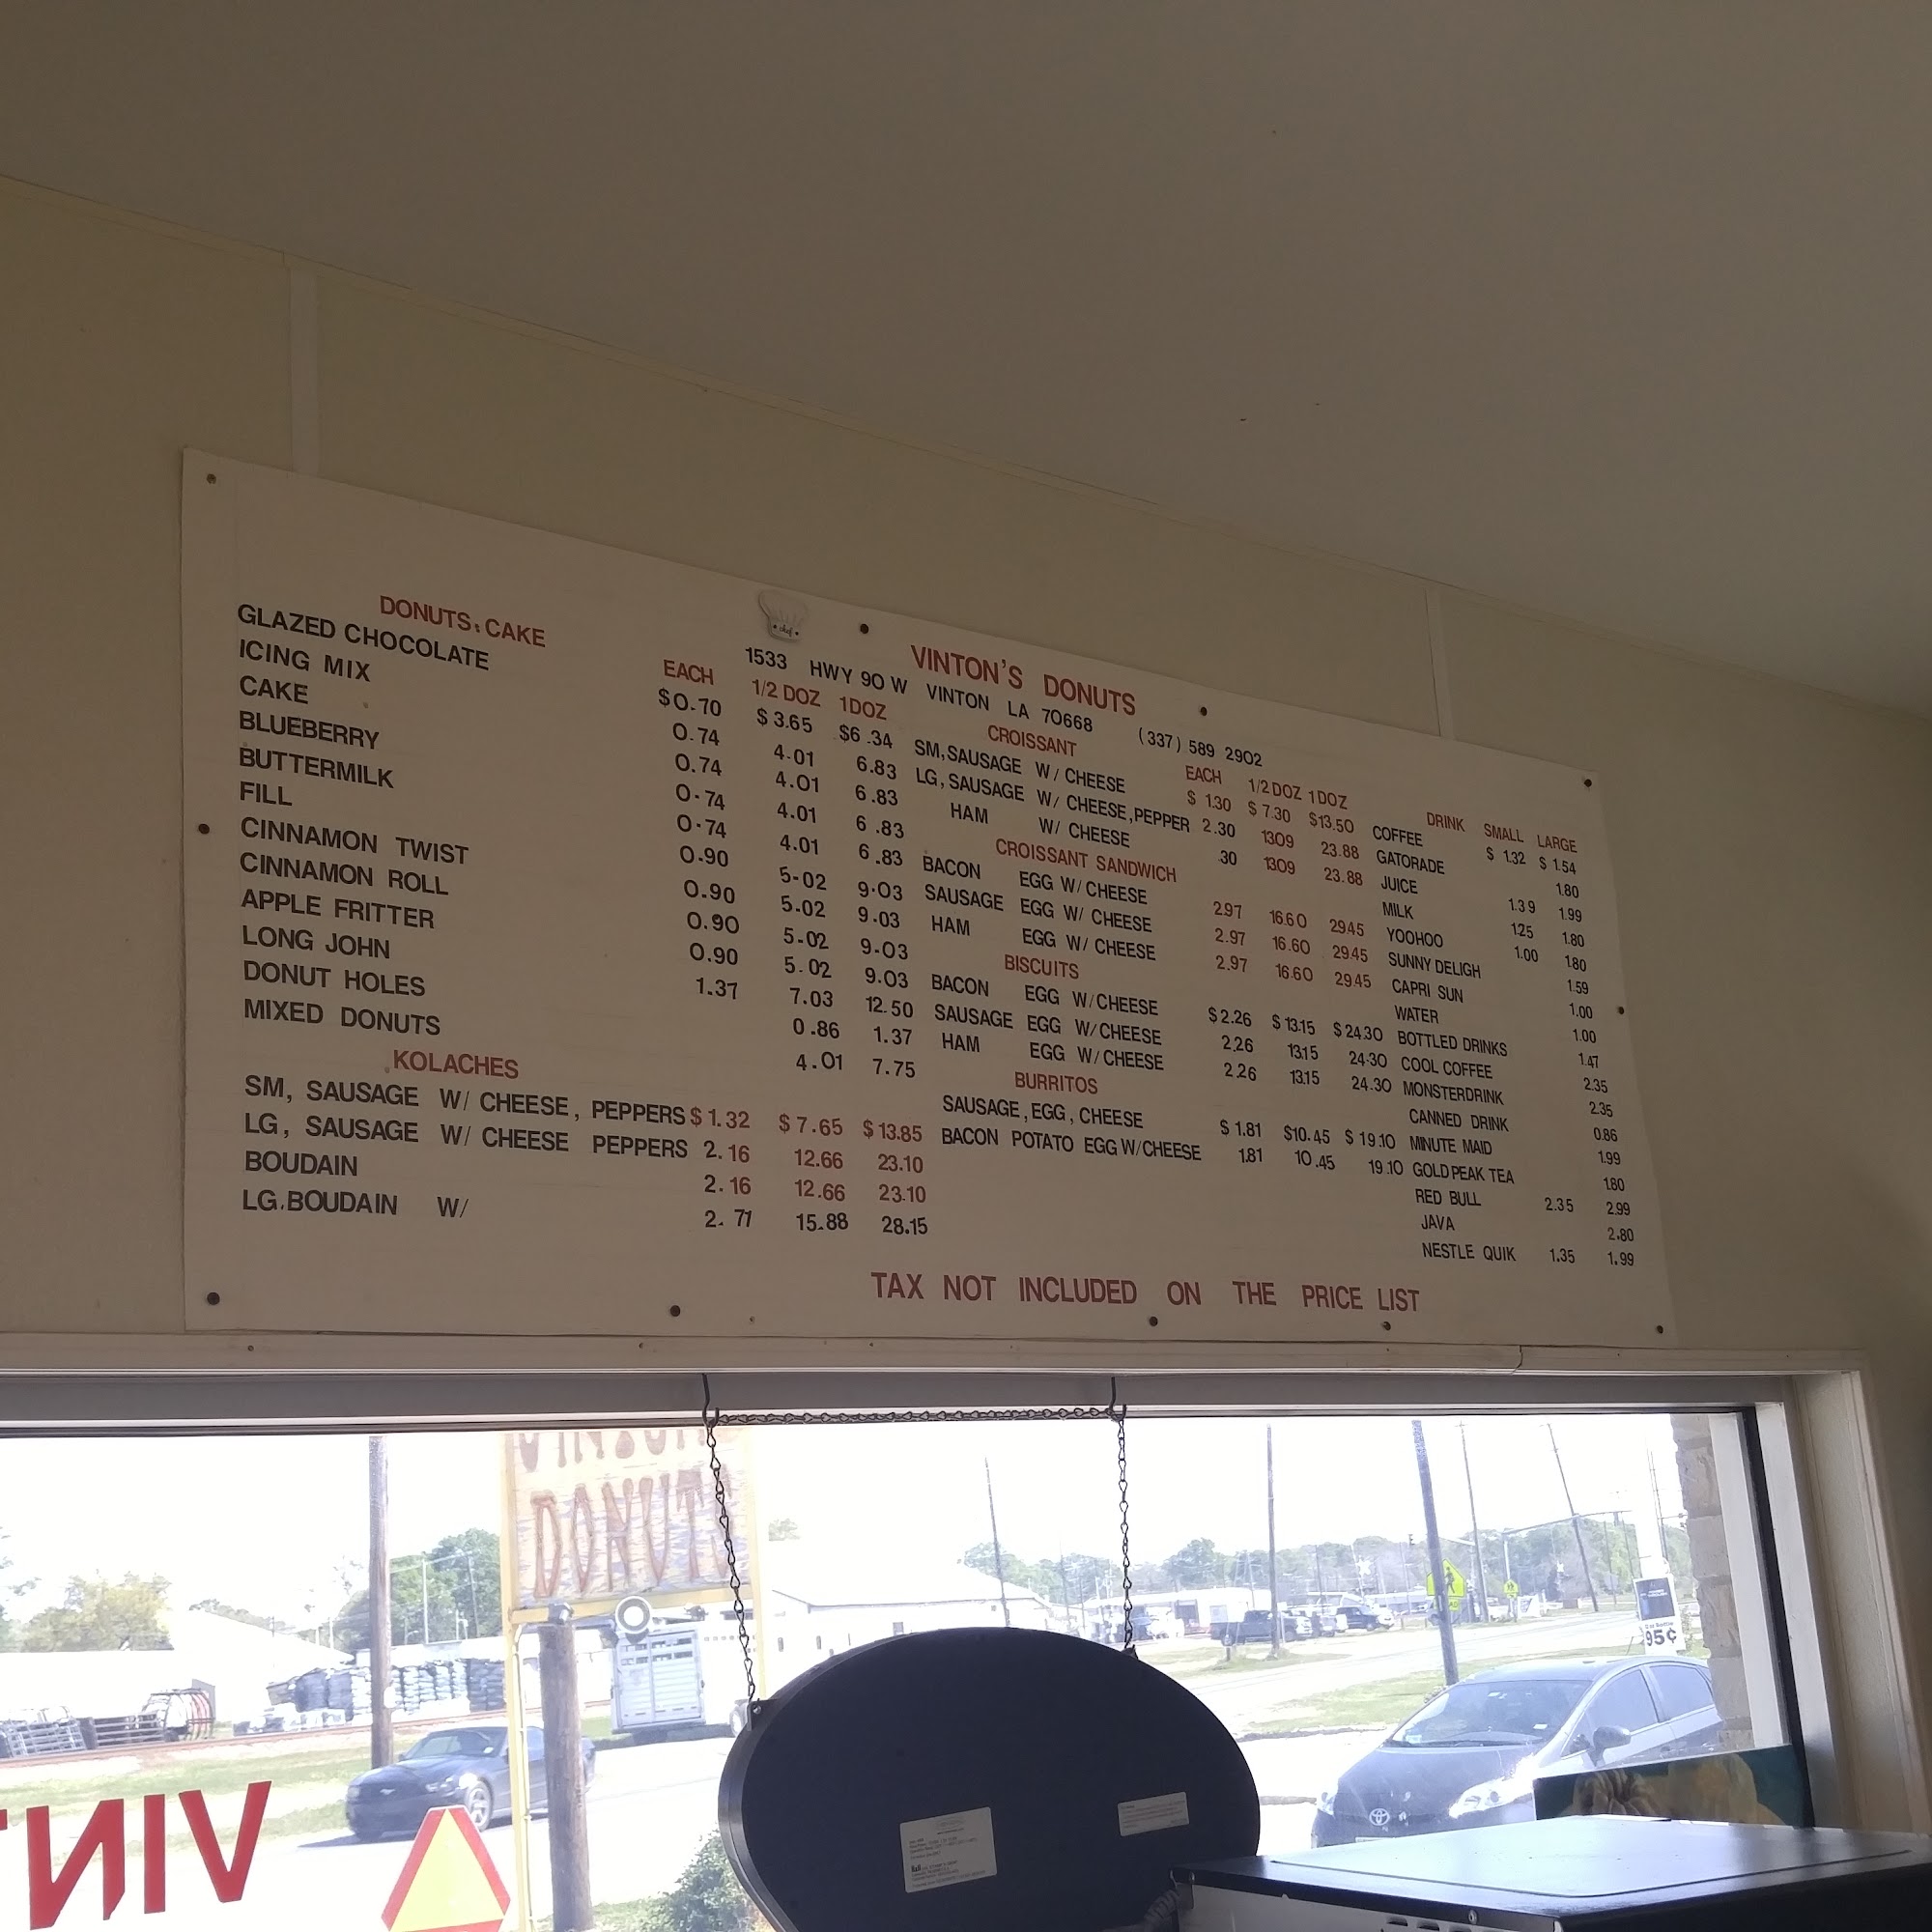 VINTON'S DONUTS
1533 HWY 90 W VINTON LA 70668 (337) 589 2902
DONUTS & CAKE EACH 1/2 DOZ 1DOZ
GLAZED CHOCOLATE $0.70 $3.65 $6.34
ICING MIX 0.74 4.01 6.83
CAKE 0.74 4.01 6.83
BLUEBERRY 0.74 4.01 6.83
BUTTERMILK 0.74 4.01 6.83
FILL 0.90 5.02 9.03
CINNAMON TWIST 0.90 5.02 9.03
CINNAMON ROLL 0.90 5.02 9.03
APPLE FRITTER 0.90 5.02 9.03
LONG JOHN 1.37 7.03 12.50
DONUT HOLES 0.86 1.37
MIXED DONUTS 4.01 7.75
KOLACHES
SM, SAUSAGE W/ CHEESE, PEPPERS $1.32 $7.65 $13.85
LG, SAUSAGE W/ CHEESE PEPPERS 2.16 12.66 23.10
BOUDAIN 2.16 12.66 23.10
LG.BOUDAIN W/ 2.71 15.88 28.15
CROISSANT EACH 1/2 DOZ 1DOZ
SM, SAUSAGE W/ CHEESE $ 1.30 $ 7.30 $13.50
LG, SAUSAGE W/ CHEESE, PEPPER 2.30 1309 23.88
HAM W/ CHEESE .30 1309 23.88
CROISSANT SANDWICH
BACON EGG W/ CHEESE 2.97 16.60 29.45
SAUSAGE EGG W/ CHEESE 2.97 16.60 29.45
HAM EGG W/ CHEESE 2.97 16.60 29.45
BISCUITS
BACON EGG W/CHEESE $2.26 $13.15 $24.30
SAUSAGE EGG W/CHEESE 2.26 13.15 24.30
HAM EGG W/CHEESE 2.26 13.15 24.30
BURRITOS
SAUSAGE, EGG, CHEESE $1.81 $10.45 $19.10
BACON POTATO EGG W/CHEESE 1.81 10.45 19.10
DRINK SMALL LARGE
COFFEE $ 1.32 $ 1.54
GATORADE 1.80
JUICE 1.39 1.99
MILK 1.25 1.80
YOOHOO 1.00 1.80
SUNNY DELIGH 1.59
CAPRI SUN 1.00
WATER 1.00
BOTTLED DRINKS 1.47
COOL COFFEE 2.35
MONSTERDRINK 2.35
CANNED DRINK 0.86
MINUTE MAID 1.99
GOLD PEAK TEA 1.80
RED BULL 2.35 2.99
JAVA 2.80
NESTLE QUIK 1.35 1.99
TAX NOT INCLUDED ON THE PRICE LIST
chef
DONUT
95¢
VINT